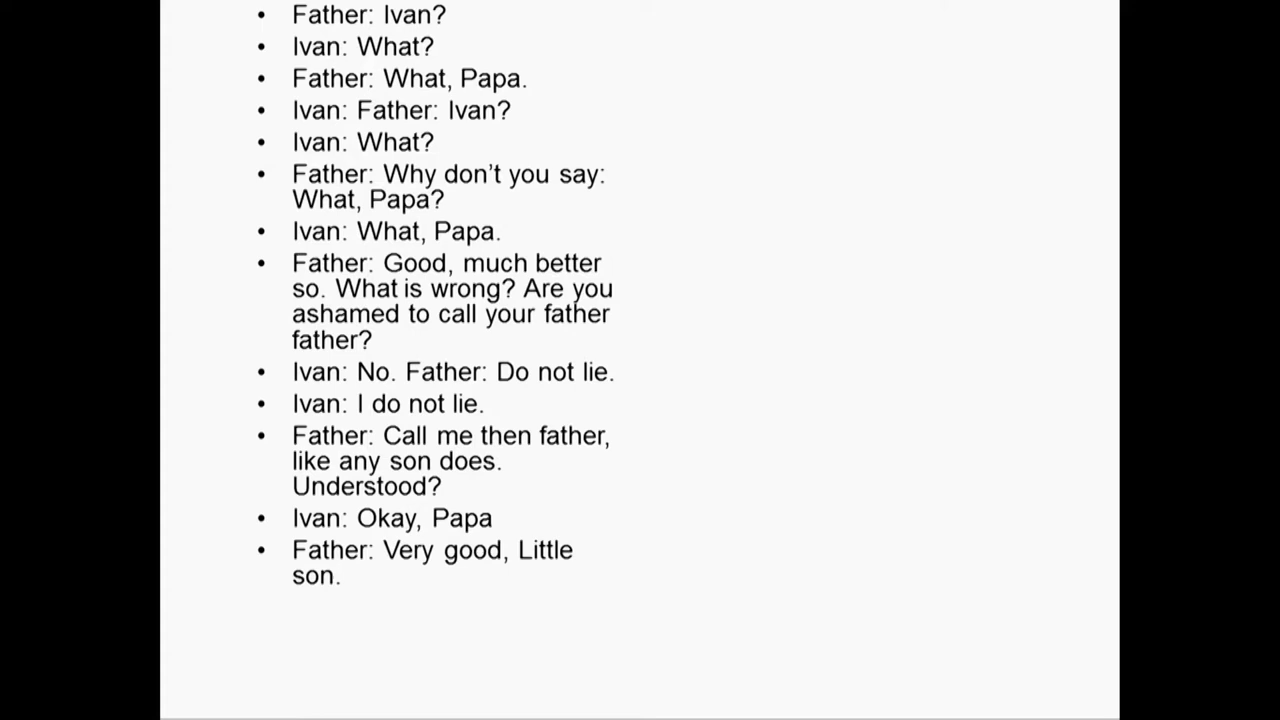 • Father: Ivan?
• Ivan: What?
• Father: What, Papa.
• Ivan: Father: Ivan?
• Ivan: What?
• Father: Why don't you say:
What, Papa?
• Ivan: What, Papa.
• Father: Good, much better
so. What is wrong? Are you
ashamed to call your father
father?
• Ivan: No. Father: Do not lie.
• Ivan: I do not lie.
• Father: Call me then father,
like any son does.
Understood?
• Ivan: Okay, Papa
• Father: Very good, Little
son.